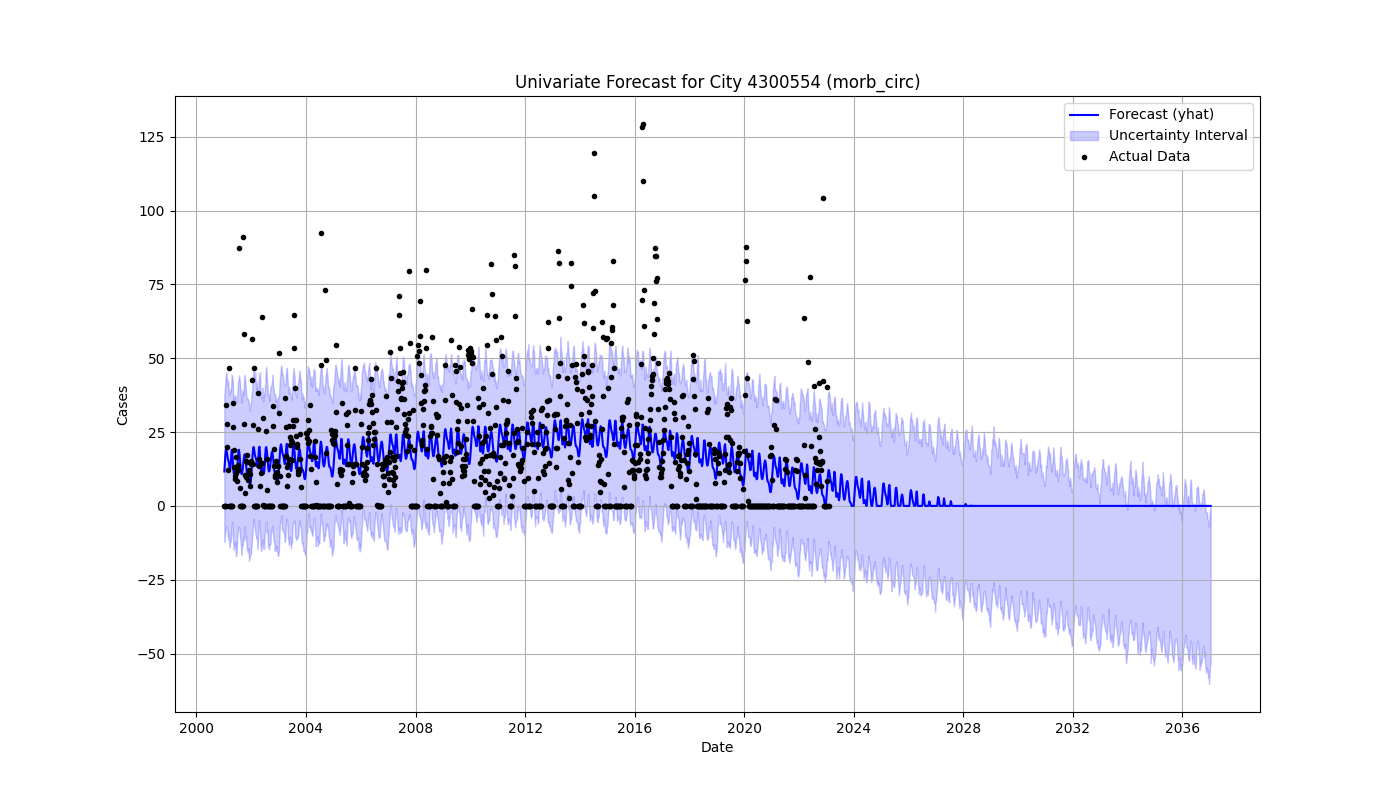 Univariate Forecast for City 4300554 (morb_circ)
Forecast (yhat)
Uncertainty Interval
Actual Data
125
100
75
50
25
0
−25
−50
Cases
2000 2004 2008 2012 2016 2020 2024 2028 2032 2036
Date